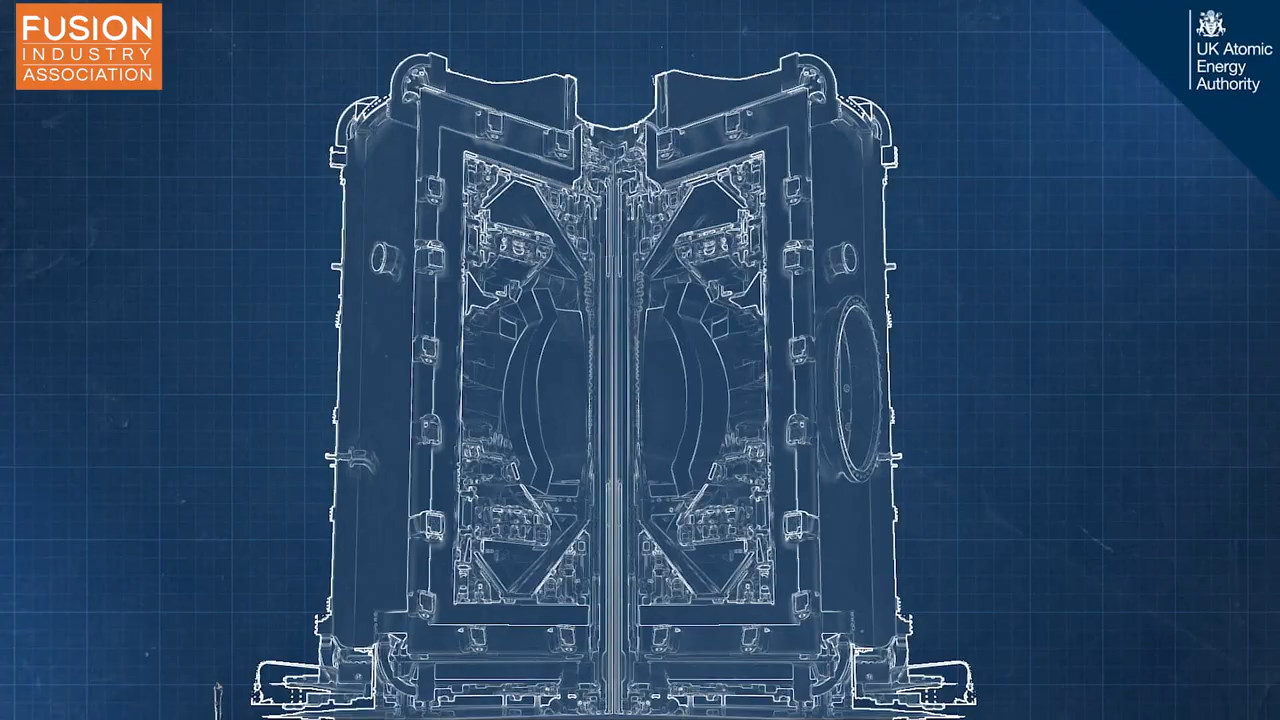 FUSION
INDUSTRY
ASSOCIATION
UK Atomic
Energy
Authority